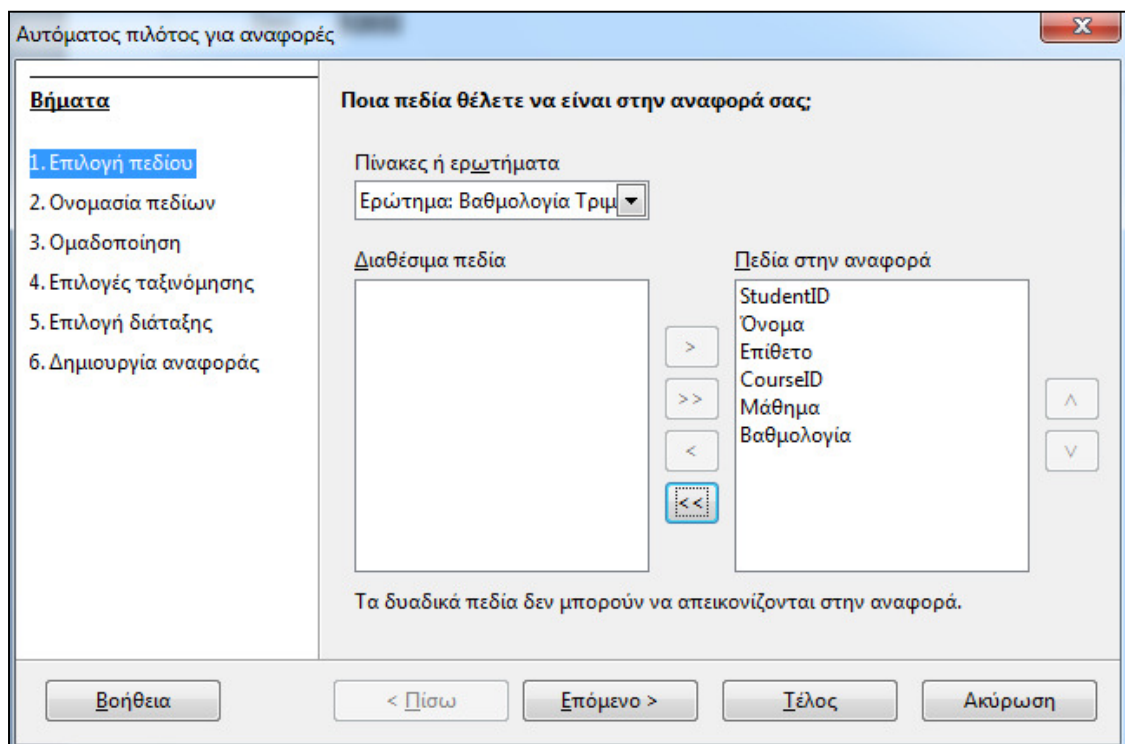 Αυτόματος πιλότος για αναφορές
Βήματα
1. Επιλογή πεδίου
2. Ονομασία πεδίων
3. Ομαδοποίηση
4. Επιλογές ταξινόμησης
5. Επιλογή διάταξης
6. Δημιουργία αναφοράς
Ποια πεδία θέλετε να είναι στην αναφορά σας;
Πίνακες ή ερωτήματα
Ερώτημα: Βαθμολογία Τριμ
Διαθέσιμα πεδία
>
>>
<
<<
Πεδία στην αναφορά
StudentID
Όνομα
Επίθετο
CourseID
Μάθημα
Βαθμολογία
Τα δυαδικά πεδία δεν μπορούν να απεικονίζονται στην αναφορά.
Βοήθεια
< Πίσω
Επόμενο >
Τέλος
Ακύρωση